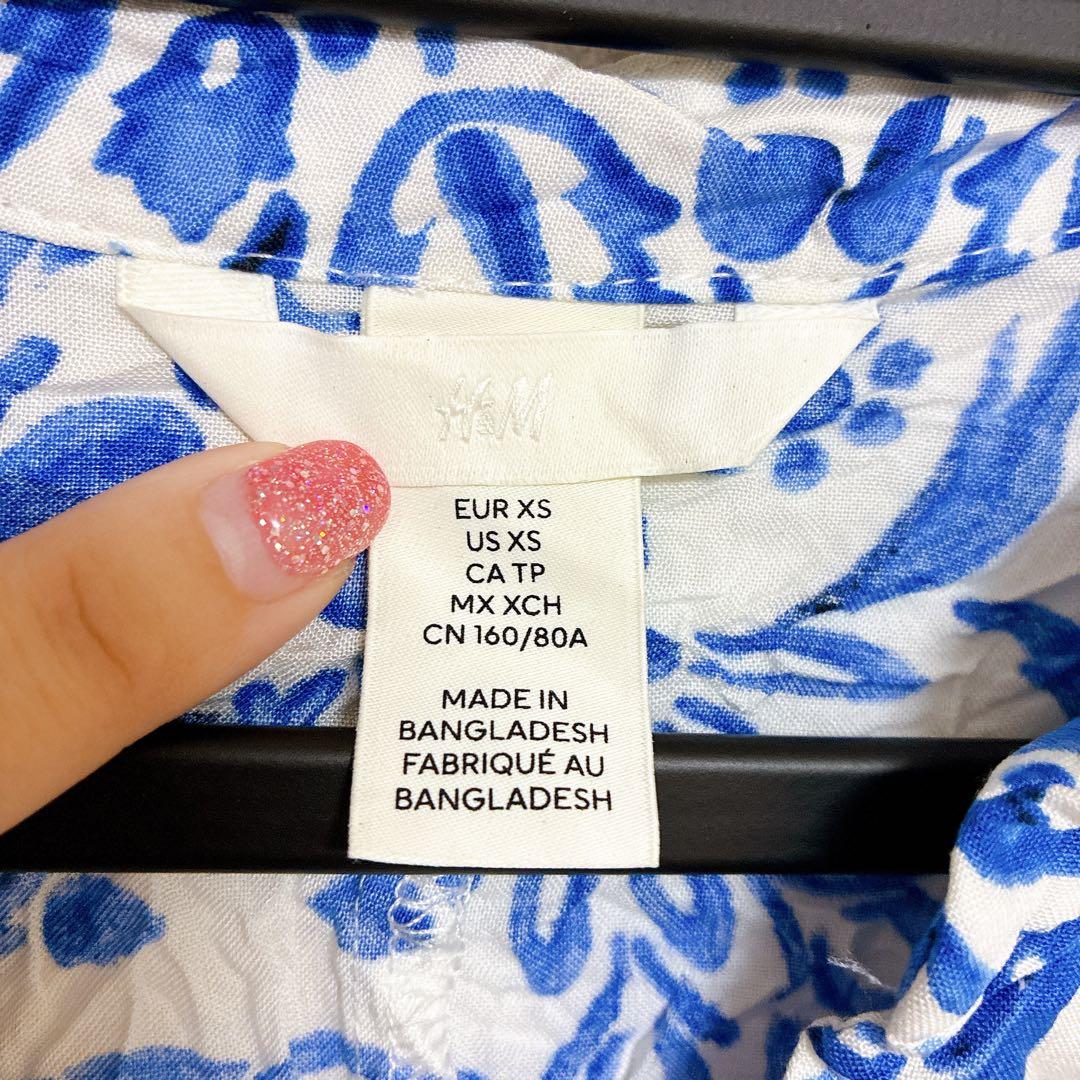 H&M
EUR XS
US XS
CA TP
MX XCH
CN 160/80A
MADE IN
BANGLADESH
FABRIQUÉ AU
BANGLADESH